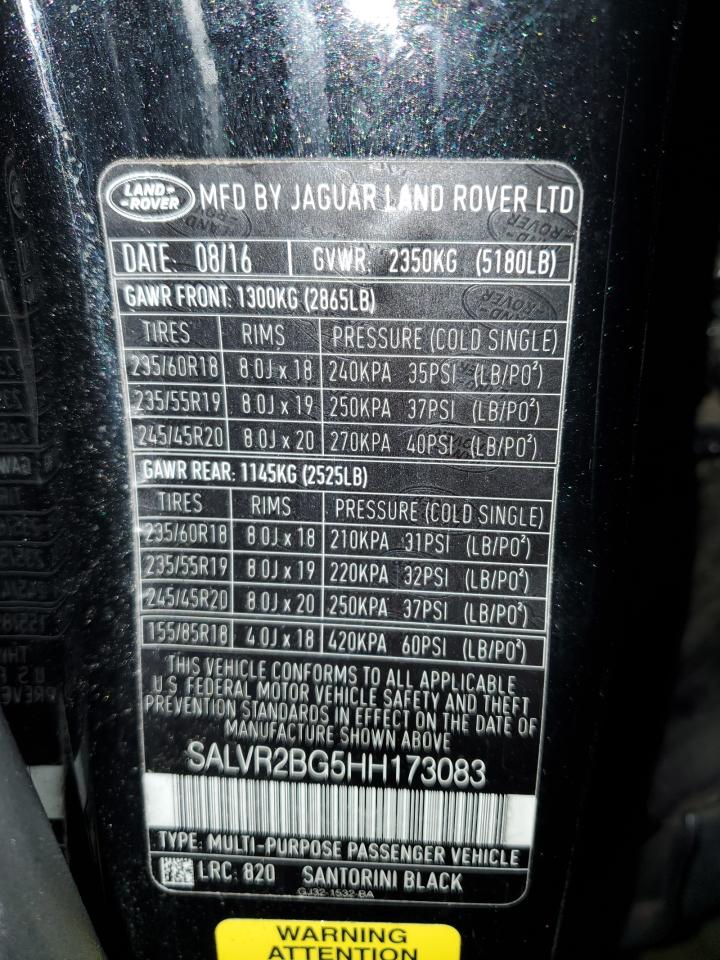 LAND-
ROVER
MFD BY JAGUAR LAND ROVER LTD
DATE: 08/16 GVWR: 2350KG (5180LB)
GAWR FRONT: 1300KG (2865LB)
TIRES RIMS PRESSURE (COLD SINGLE)
235/60R18 8.0J x 18 240KPA 35PSI (LB/PO²)
235/55R19 8.0J x 19 250KPA 37PSI (LB/PO²)
245/45R20 8.0J x 20 270KPA 40PSI (LB/PO²)
GAWR REAR: 1145KG (2525LB)
TIRES RIMS PRESSURE (COLD SINGLE)
235/60R18 8.0J x 18 210KPA 31PSI (LB/PO²)
235/55R19 8.0J x 19 220KPA 32PSI (LB/PO²)
245/45R20 8.0J x 20 250KPA 37PSI (LB/PO²)
155/85R18 4.0J x 18 420KPA 60PSI (LB/PO²)
THIS VEHICLE CONFORMS TO ALL APPLICABLE
U.S. FEDERAL MOTOR VEHICLE SAFETY AND THEFT
PREVENTION STANDARDS IN EFFECT ON THE DATE OF
MANUFACTURE SHOWN ABOVE
SALVR2BG5HH173083
TYPE: MULTI-PURPOSE PASSENGER VEHICLE
LRC: 820 SANTORINI BLACK
GJ32-1532-BA
WARNING
ATTENTION